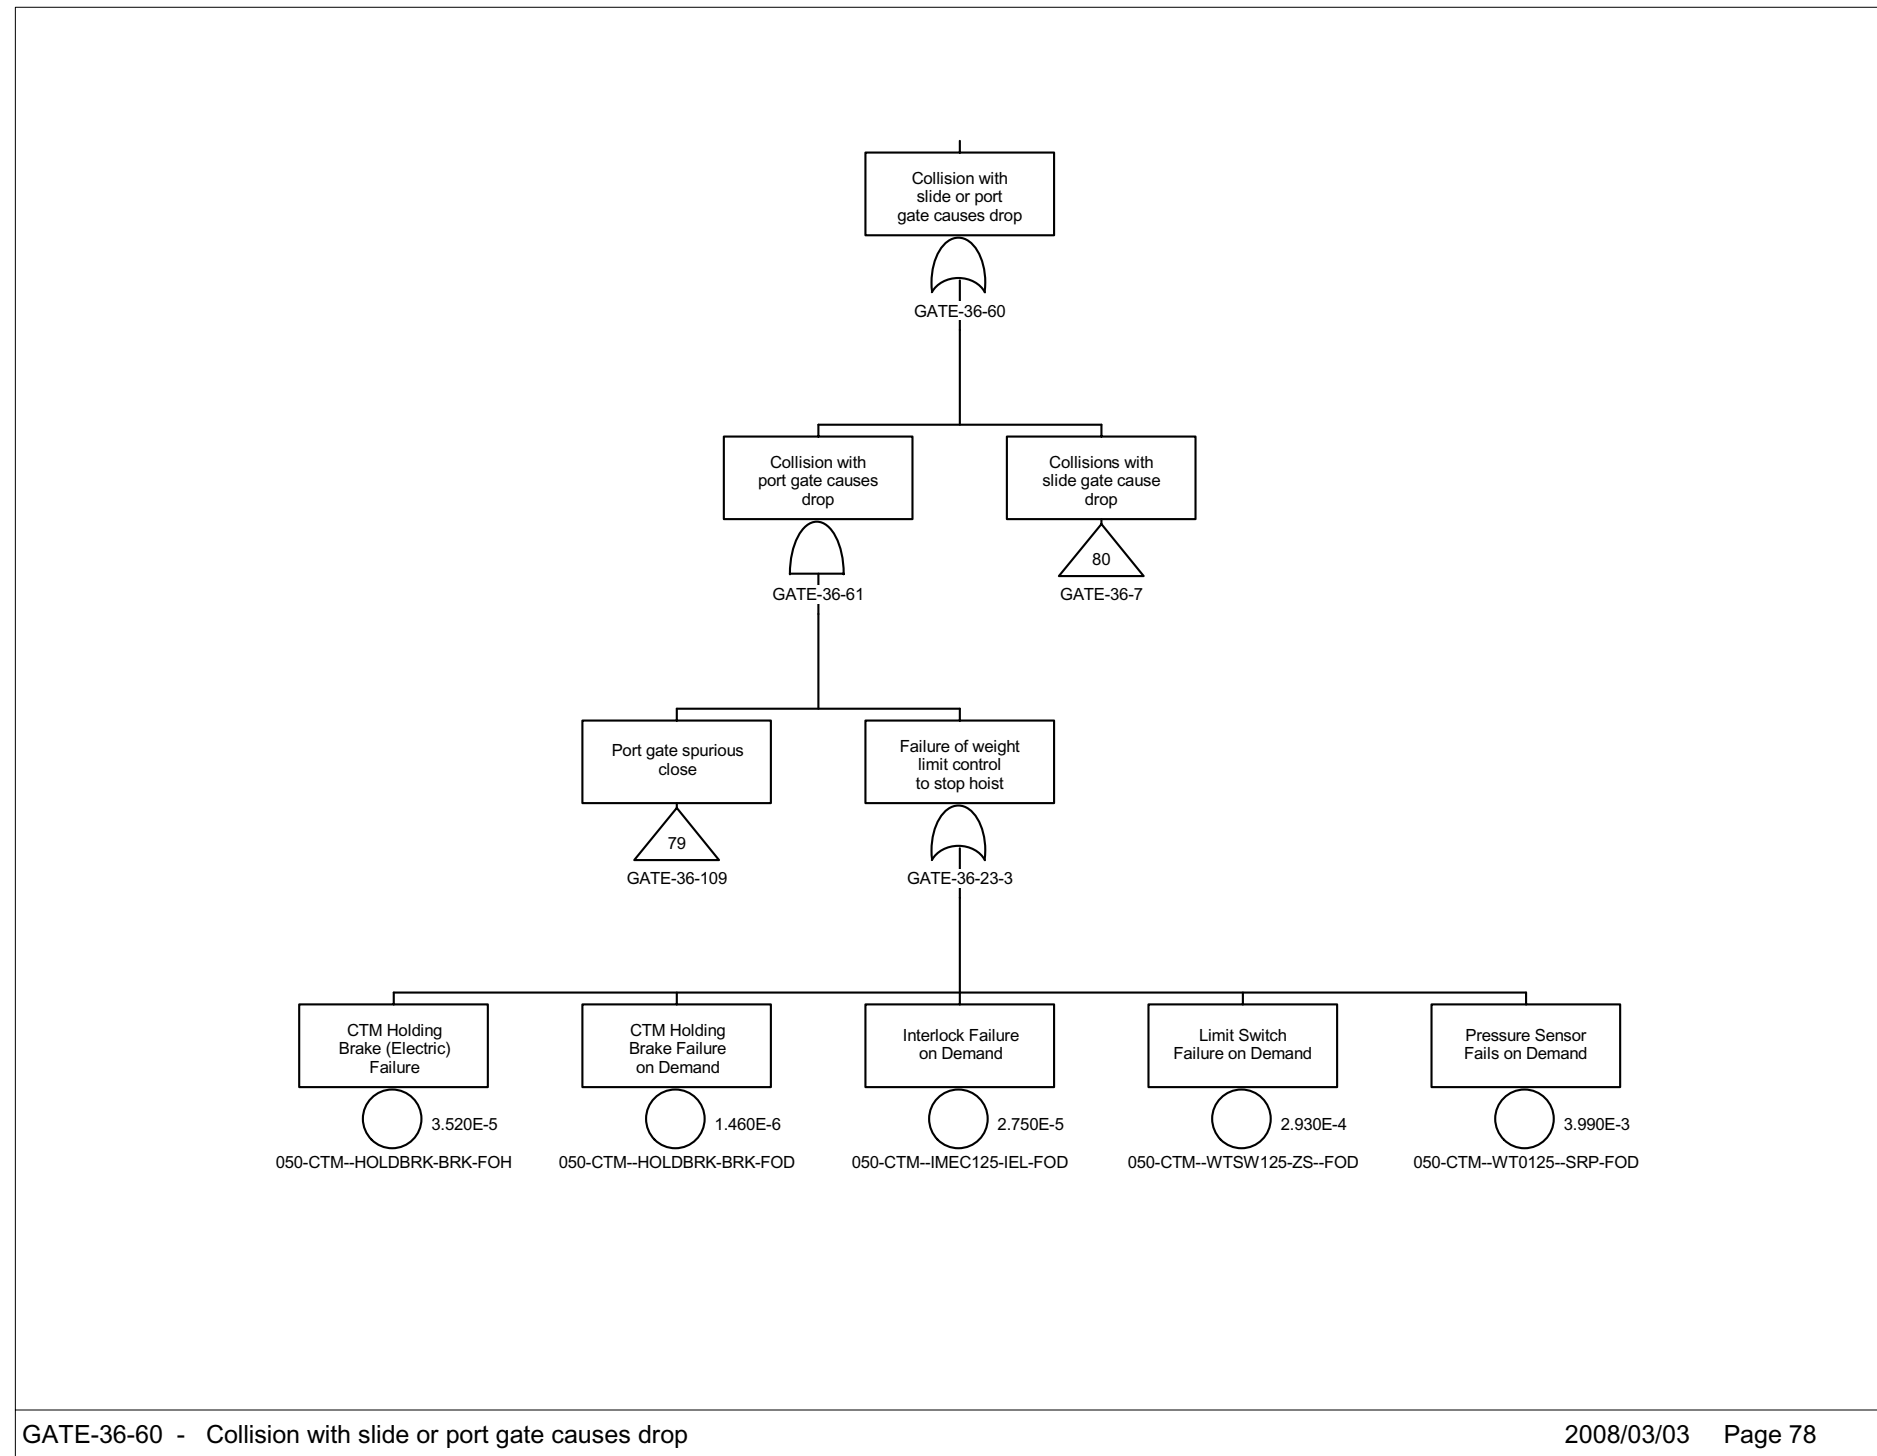 Collision with
slide or port
gate causes drop
GATE-36-60
Collision with
port gate causes
drop
GATE-36-61
Collisions with
slide gate cause
drop
80
GATE-36-7
Port gate spurious
close
79
GATE-36-109
Failure of weight
limit control
to stop hoist
GATE-36-23-3
CTM Holding
Brake (Electric)
Failure
3.520E-5
050-CTM--HOLDBRK-BRK-FOH
CTM Holding
Brake Failure
on Demand
1.460E-6
050-CTM--HOLDBRK-BRK-FOD
Interlock Failure
on Demand
2.750E-5
050-CTM--IMEC125-IEL-FOD
Limit Switch
Failure on Demand
2.930E-4
050-CTM--WTSW125-ZS--FOD
Pressure Sensor
Fails on Demand
3.990E-3
050-CTM--WT0125--SRP-FOD
GATE-36-60 - Collision with slide or port gate causes drop
2008/03/03 Page 78